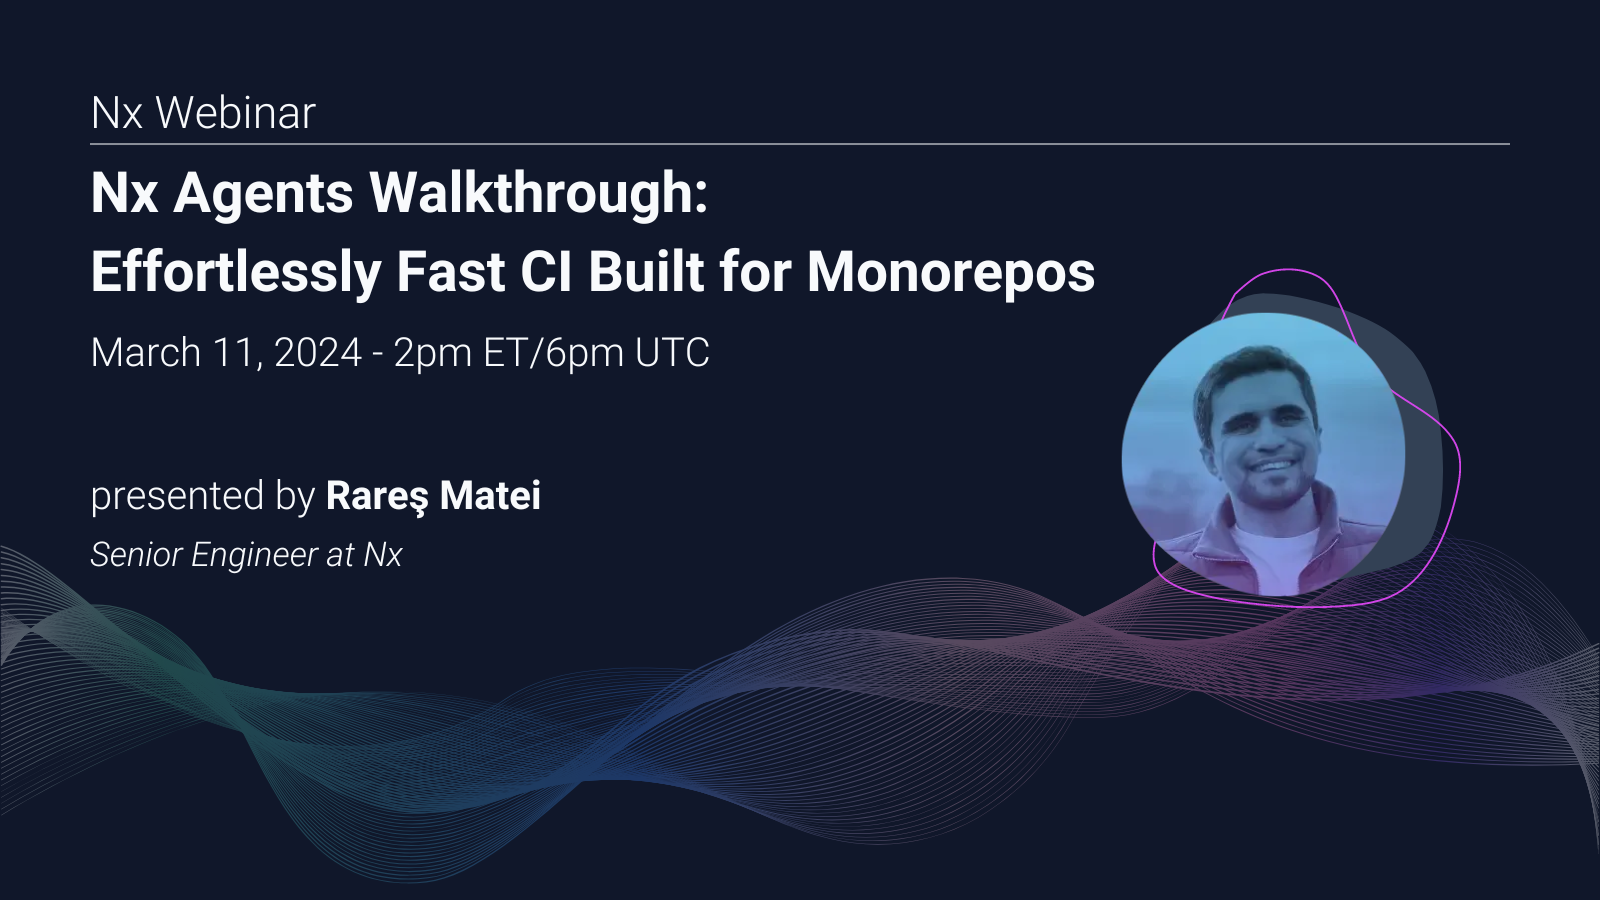 Nx Webinar
Nx Agents Walkthrough:
Effortlessly Fast CI Built for Monorepos
March 11, 2024 - 2pm ET/6pm UTC
presented by Rareş Matei
Senior Engineer at Nx